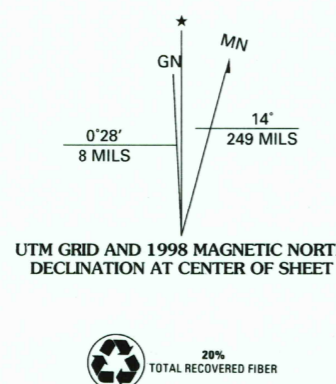 ★
MN
GN
0°28'
8 MILS
14°
249 MILS
UTM GRID AND 1998 MAGNETIC NORT
DECLINATION AT CENTER OF SHEET
20%
TOTAL RECOVERED FIBER